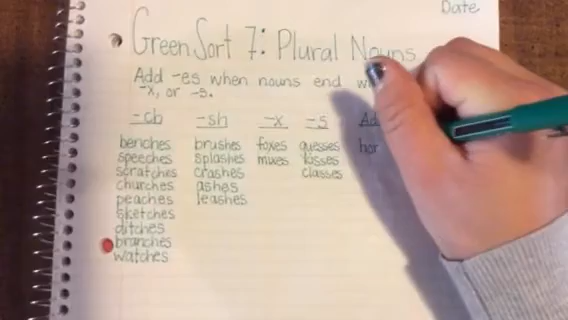 Date
Green Sort 7: Plural Nouns
Add -es when nouns end
-x, or -s.
-ch -sh -x -s
benches brushes foxes guesses
speeches splashes mixes losses
scratches crashes classes
churches ashes
peaches leashes
sketches
ditches
branches
watches